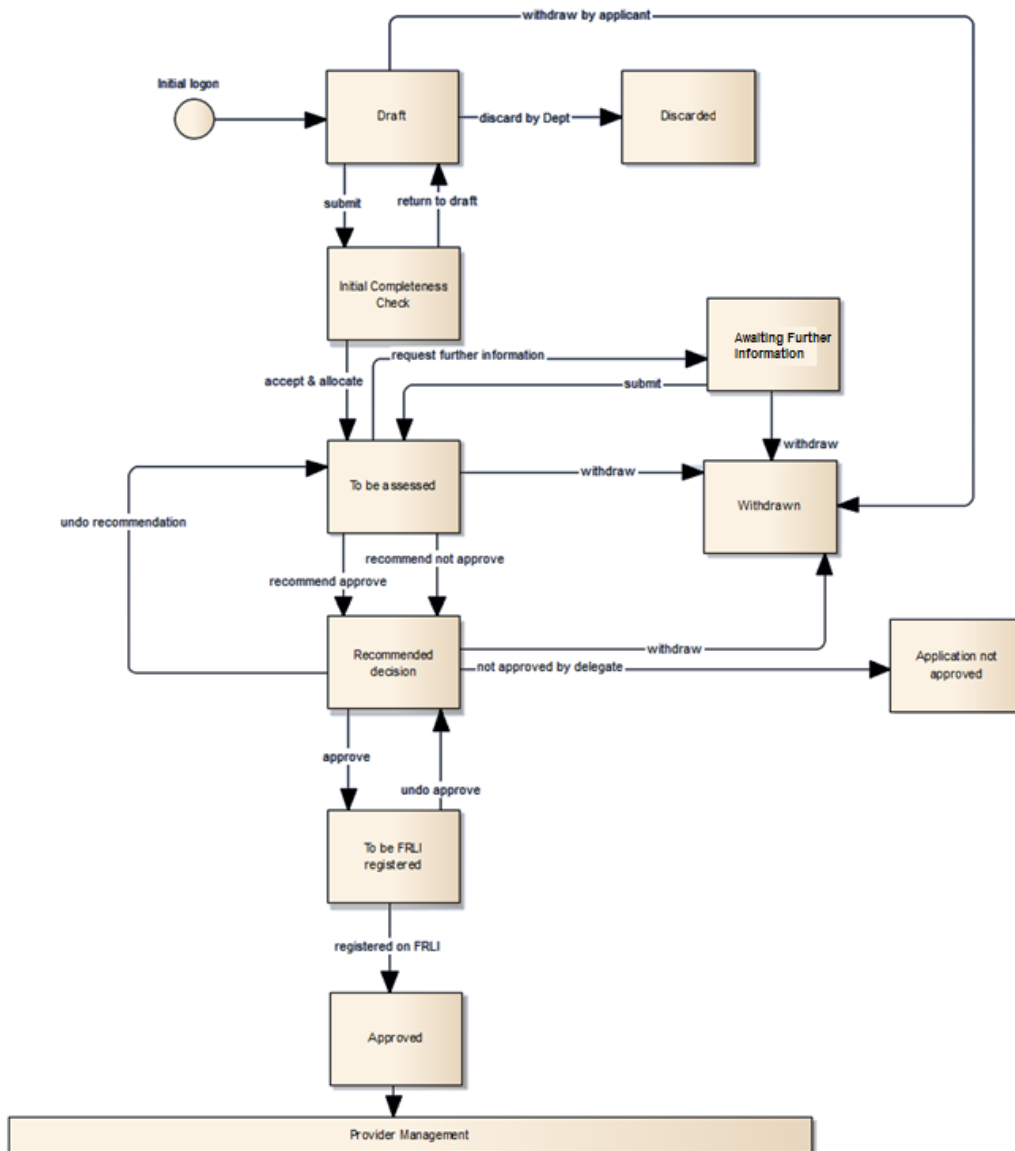 withdraw by applicant
Initial logon
Draft
discard by Dept
Discarded
submit
return to draft
Initial Completeness
Check
Awaiting Further
Information
request further information
accept & allocate
submit
withdraw
To be assessed
withdraw
Withdrawn
undo recommendation
recommend not approve
recommend approve
Recommended
decision
withdraw
not approved by delegate
Application not
approved
approve
undo approve
To be FRLI
registered
registered on FRLI
Approved
Provider Management